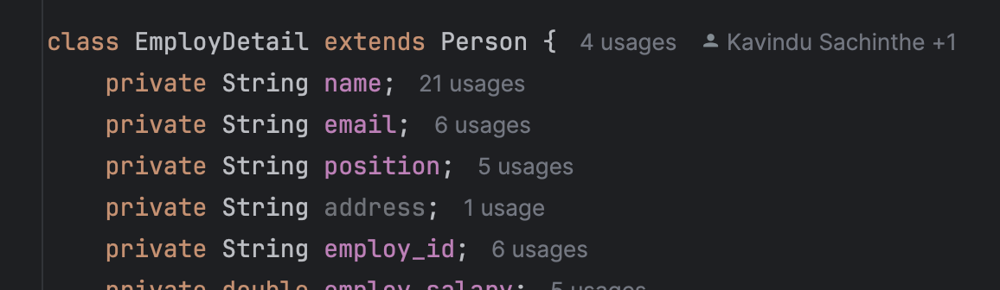 class EmployDetail extends Person { 4 usages Kavindu Sachinthe +1
private String name; 21 usages
private String email; 6 usages
private String position; 5 usages
private String address; 1 usage
private String employ_id; 6 usages
private double employ_salary; 5 usages